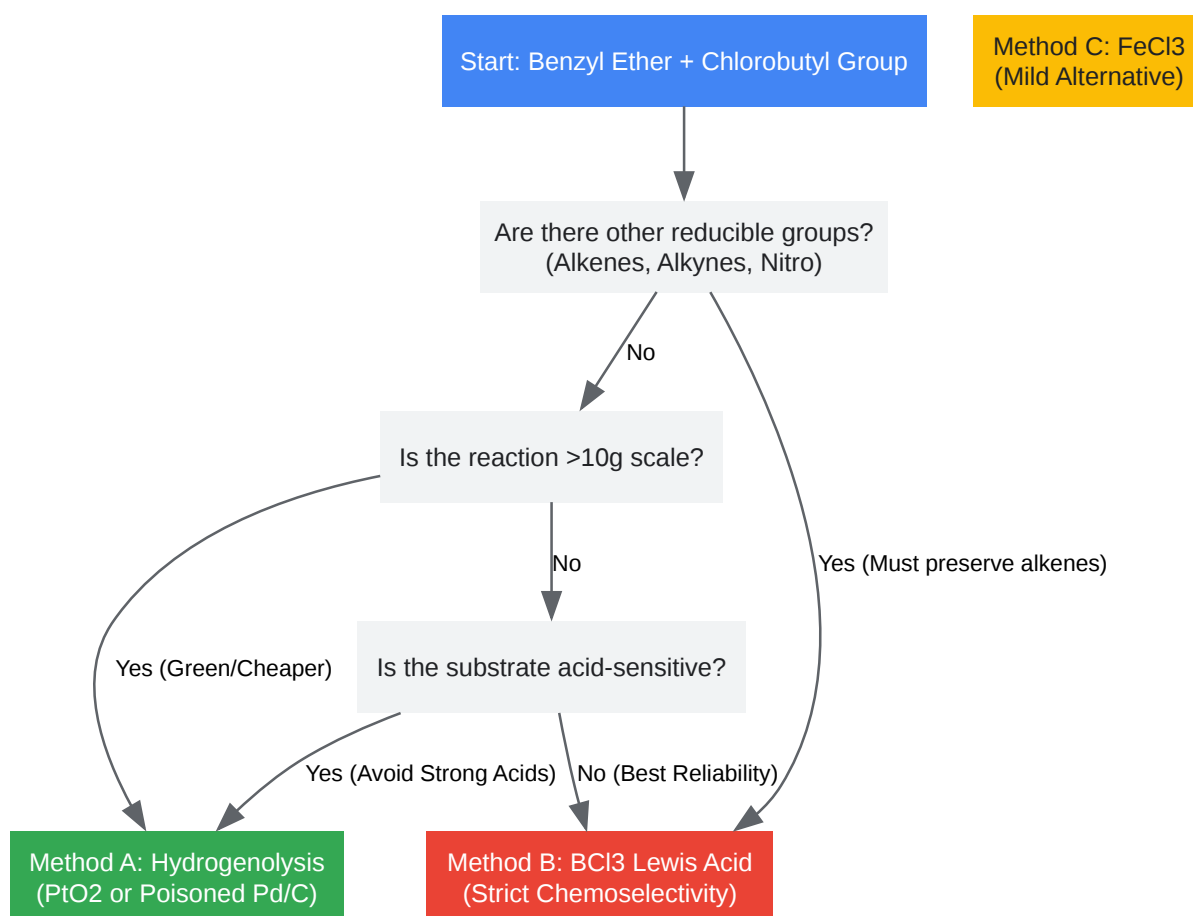 Start: Benzyl Ether + Chlorobutyl Group
Method C: FeCl3
(Mild Alternative)
Are there other reducible groups?
(Alkenes, Alkynes, Nitro)
No
Is the reaction >10g scale?
No
Yes (Must preserve alkenes)
Yes (Green/Cheaper)
Is the substrate acid-sensitive?
Yes (Avoid Strong Acids)
No (Best Reliability)
Method A: Hydrogenolysis
(PtO2 or Poisoned Pd/C)
Method B: BCl3 Lewis Acid
(Strict Chemoselectivity)